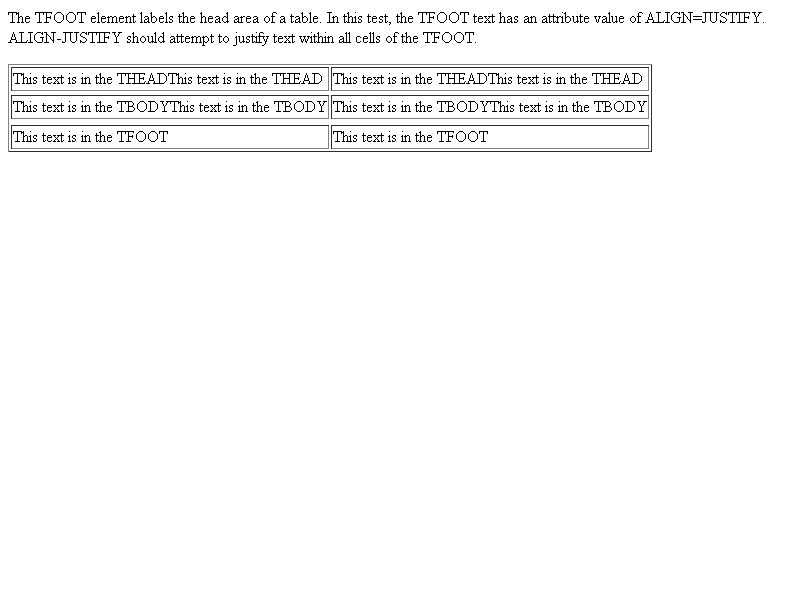 The TFOOT element labels the head area of a table. In this test, the TFOOT text has an attribute value of ALIGN=JUSTIFY.
ALIGN-JUSTIFY should attempt to justify text within all cells of the TFOOT.
This text is in the THEADThis text is in the THEAD This text is in the THEADThis text is in the THEAD
This text is in the TBODYThis text is in the TBODY This text is in the TBODYThis text is in the TBODY
This text is in the TFOOT This text is in the TFOOT